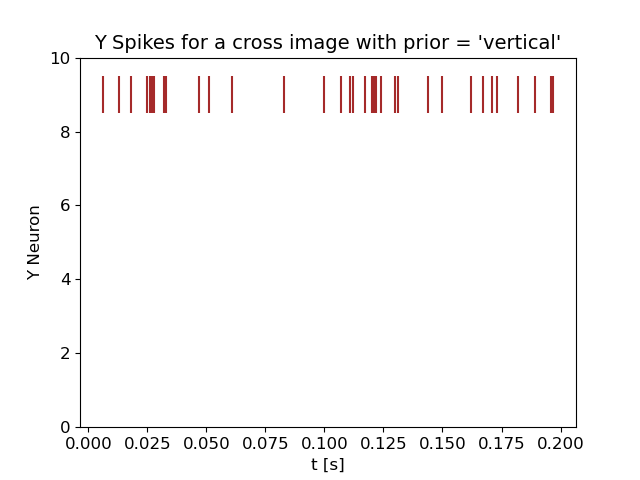 Y Spikes for a cross image with prior = 'vertical'
10
8
6
4
2
0
Y Neuron
0.000 0.025 0.050 0.075 0.100 0.125 0.150 0.175 0.200
t [s]